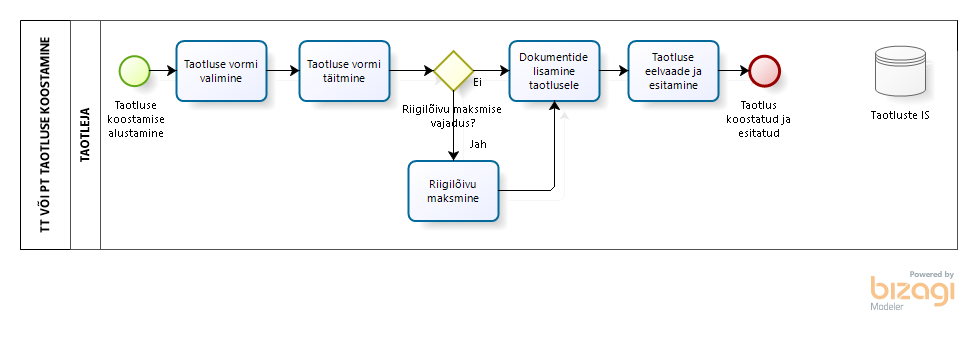 TT VÕI PT TAOTLUSE KOOSTAMINE
TAOTLEJA
Taotluse
koostamise
alustamine
Taotluse vormi
valimine
Taotluse vormi
täitmine
Riigilõivu maksmise
vajadus?
Ei
Jah
Riigilõivu
maksmine
Dokumentide
lisamine
taotlusele
Taotluse
eelvaade ja
esitamine
Taotlus
koostatud ja
esitatud
Taotluste IS
Powered by
bizagi
Modeler